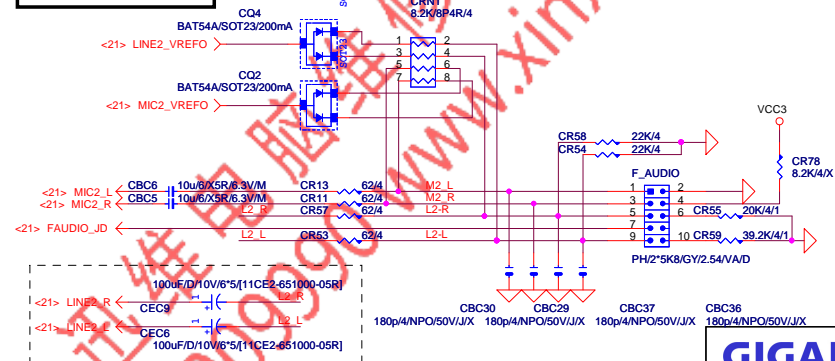 CQ4
BAT54A/SOT23/200mA
<21> LINE2_VREFO
SOT23
CQ2
BAT54A/SOT23/200mA
<21> MIC2_VREFO
CRN1
8.2K/8P4R/4
1 2
3 4
5 6
7 8
VCC3
CR58 22K/4
CR54 22K/4
CR78
8.2K/4/X
F_AUDIO
<21> MIC2_L CBC6 10u/6/X5R/6.3V/M CR13 62/4 M2_L 1 2
<21> MIC2_R CBC5 10u/6/X5R/6.3V/M CR11 62/4 M2_R 3 4
L2_R CR57 62/4 L2-R 5 6 CR55 20K/4/1
<21> FAUDIO_JD 7 8
L2_L CR53 62/4 L2-L 9 10 CR59 39.2K/4/1
PH/2*5K8/GY/2.54/VA/D
100uF/D/10V/6*5/[11CE2-651000-05R]
<21> LINE2_R 1 L2_R
CEC9
<21> LINE2_L 1 L2_L
CEC6
100uF/D/10V/6*5/[11CE2-651000-05R]
CBC30 CBC29 CBC37 CBC36
180p/4/NPO/50V/J/X 180p/4/NPO/50V/J/X 180p/4/NPO/50V/J/X 180p/4/NPO/50V/J/X